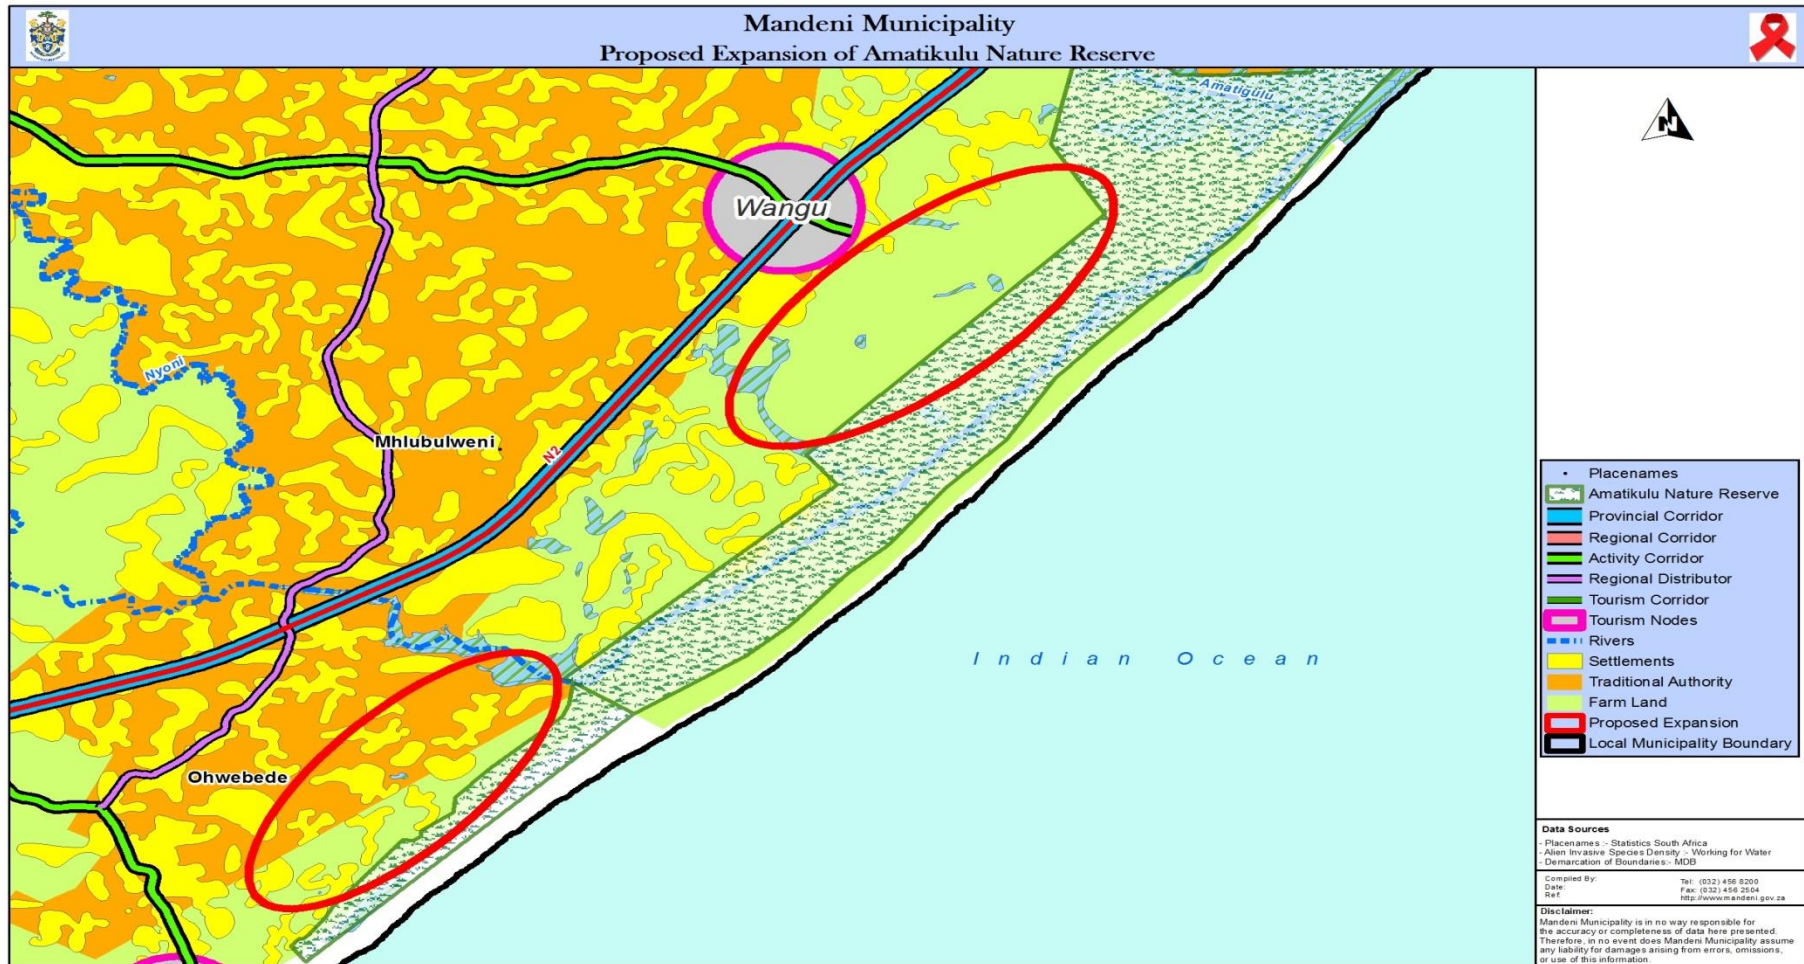 Mandeni Municipality
Proposed Expansion of Amatikulu Nature Reserve
N
Amatigulu
Wangu
Nyoni
Mhlubulweni
N2
Indian Ocean
Ohwebede
Placenames
Amatikulu Nature Reserve
Provincial Corridor
Regional Corridor
Activity Corridor
Regional Distributor
Tourism Corridor
Tourism Nodes
Rivers
Settlements
Traditional Authority
Farm Land
Proposed Expansion
Local Municipality Boundary
Data Sources
- Placenames :- Statistics South Africa
- Alien Invasive Species Density :- Working for Water
- Demarcation of Boundaries:- MDB
Compiled By:
Date:
Ref:
Tel: (032) 456 8200
Fax: (032) 456 2504
http://www.mandeni.gov.za
Disclaimer:
Mandeni Municipality is in no way responsible for
the accuracy or completeness of data here presented.
Therefore, in no event does Mandeni Municipality assume
any liability for damages arising from errors, omissions,
or use of this information.